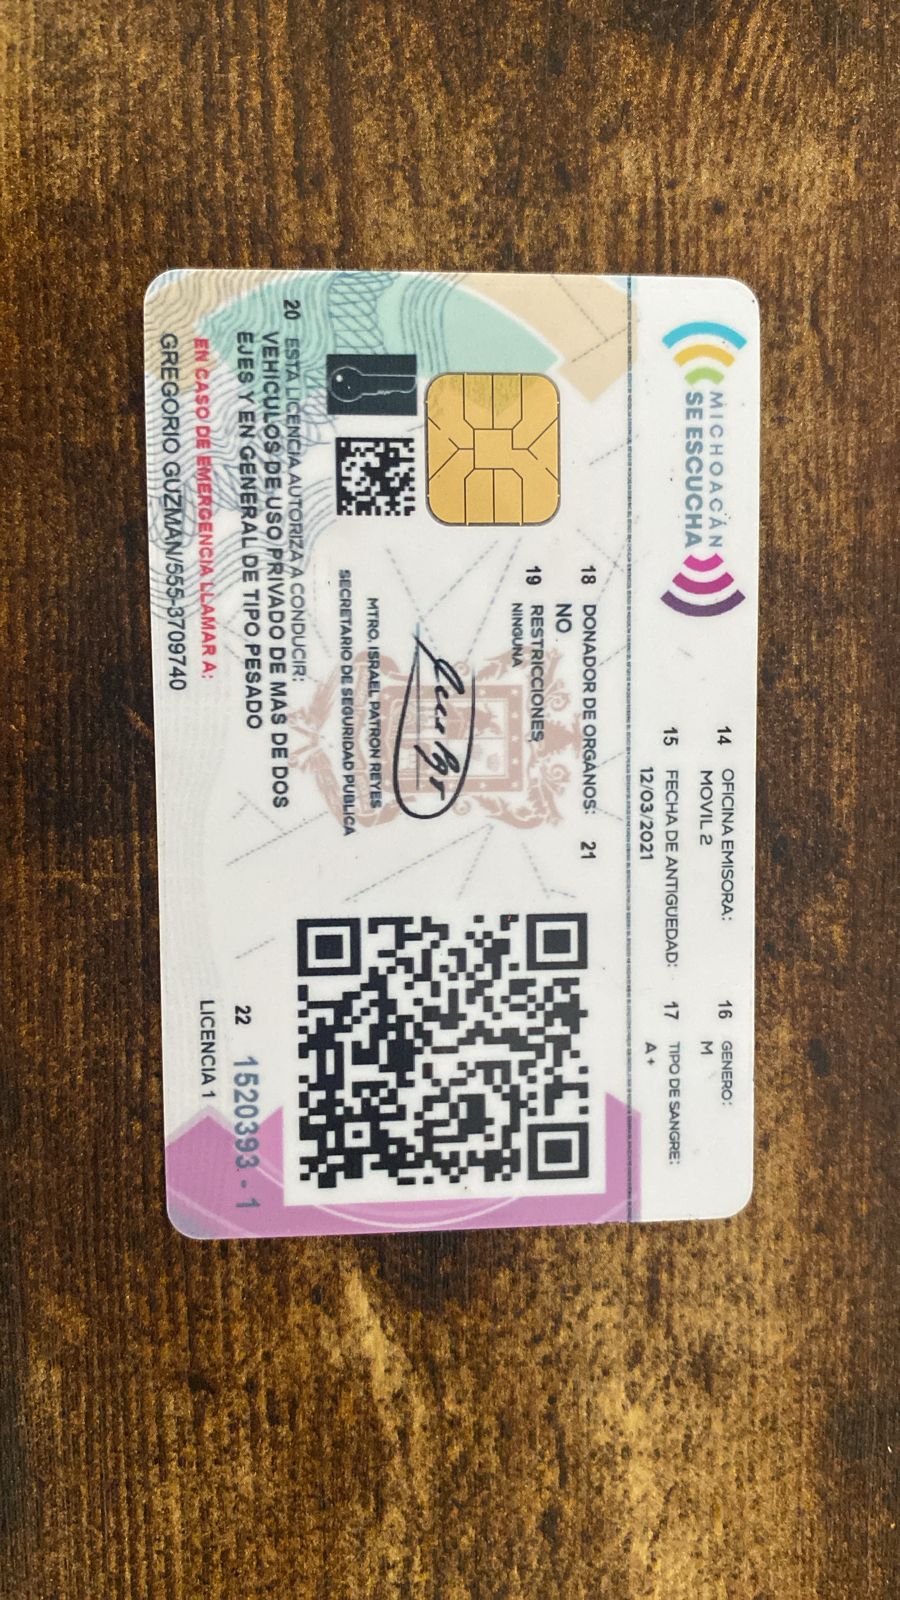 MICHOACÁN
SE ESCUCHA
14 OFICINA EMISORA:
MOVIL 2
15 FECHA DE ANTIGUEDAD:
12/03/2021
16 GENERO:
M
17 TIPO DE SANGRE:
A+
18 DONADOR DE ORGANOS:
NO
19 RESTRICCIONES
NINGUNA
21
MTRO. ISRAEL PATRON REYES
SECRETARIO DE SEGURIDAD PUBLICA
20 ESTA LICENCIA AUTORIZA A CONDUCIR:
VEHICULOS DE USO PRIVADO DE MAS DE DOS
EJES Y EN GENERAL DE TIPO PESADO
EN CASO DE EMERGENCIA LLAMAR A:
GREGORIO GUZMAN/555-3709740
22 1520393 - 1
LICENCIA 1